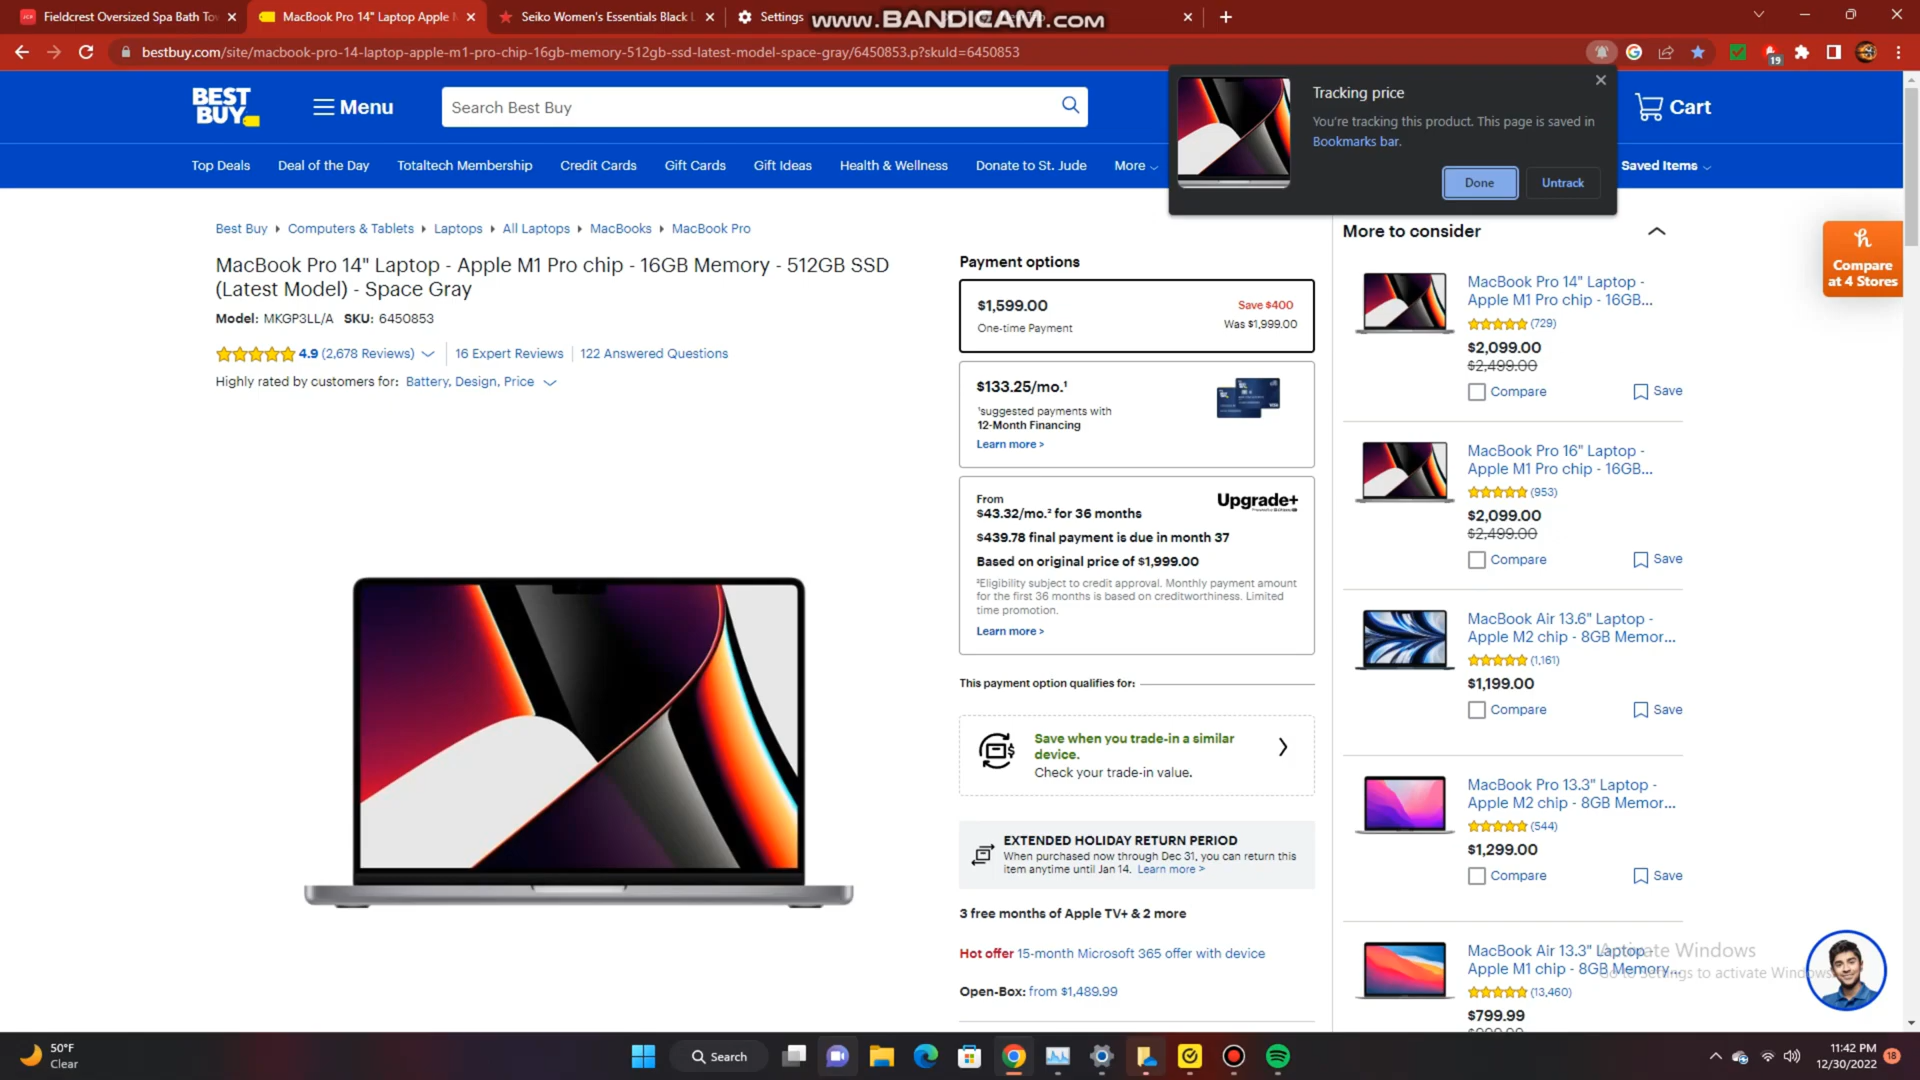 Fieldcrest Oversized Spa Bath To
MacBook Pro 14" Laptop Apple
Seiko Women's Essentials Black
Settings
www.BANDICAM.com
bestbuy.com/site/macbook-pro-14-laptop-apple-m1-pro-chip-16gb-memory-512gb-ssd-latest-model-space-gray/6450853.p?skuId=6450853
19
BEST BUY
Menu
Search Best Buy
Cart
Tracking price
You're tracking this product. This page is saved in
Bookmarks bar.
Done
Untrack
Top Deals
Deal of the Day
Totaltech Membership
Credit Cards
Gift Cards
Gift Ideas
Health & Wellness
Donate to St. Jude
More
Saved Items
Best Buy
Computers & Tablets
Laptops
All Laptops
MacBooks
MacBook Pro
MacBook Pro 14" Laptop - Apple M1 Pro chip - 16GB Memory - 512GB SSD
(Latest Model) - Space Gray
Model: MKGP3LL/A SKU: 6450853
4.9 (2,678 Reviews)
16 Expert Reviews
122 Answered Questions
Highly rated by customers for: Battery, Design, Price
Payment options
$1,599.00
One-time Payment
Save $400
Was $1,999.00
$133.25/mo.¹
¹suggested payments with
12-Month Financing
Learn more >
From
$43.32/mo.² for 36 months
Upgrade+
$439.78 final payment is due in month 37
Based on original price of $1,999.00
²Eligibility subject to credit approval. Monthly payment amount
for the first 36 months is based on creditworthiness. Limited
time promotion.
Learn more >
This payment option qualifies for:
Save when you trade-in a similar
device.
Check your trade-in value.
EXTENDED HOLIDAY RETURN PERIOD
When purchased now through Dec 31, you can return this
item anytime until Jan 14. Learn more >
3 free months of Apple TV+ & 2 more
Hot offer 15-month Microsoft 365 offer with device
Open-Box: from $1,489.99
More to consider
MacBook Pro 14" Laptop -
Apple M1 Pro chip - 16GB...
(729)
$2,099.00
$2,499.00
Compare
Save
MacBook Pro 16" Laptop -
Apple M1 Pro chip - 16GB...
(953)
$2,099.00
$2,499.00
Compare
Save
MacBook Air 13.6" Laptop -
Apple M2 chip - 8GB Memor...
(1,161)
$1,199.00
Compare
Save
MacBook Pro 13.3" Laptop -
Apple M2 chip - 8GB Memor...
(544)
$1,299.00
Compare
Save
MacBook Air 13.3" Laptop -
Apple M1 chip - 8GB Memory...
(13,460)
$799.99
h
Compare
at 4 Stores
Activate Windows
Go to Settings to activate Windows.
50°F
Clear
Search
11:42 PM
12/30/2022
18